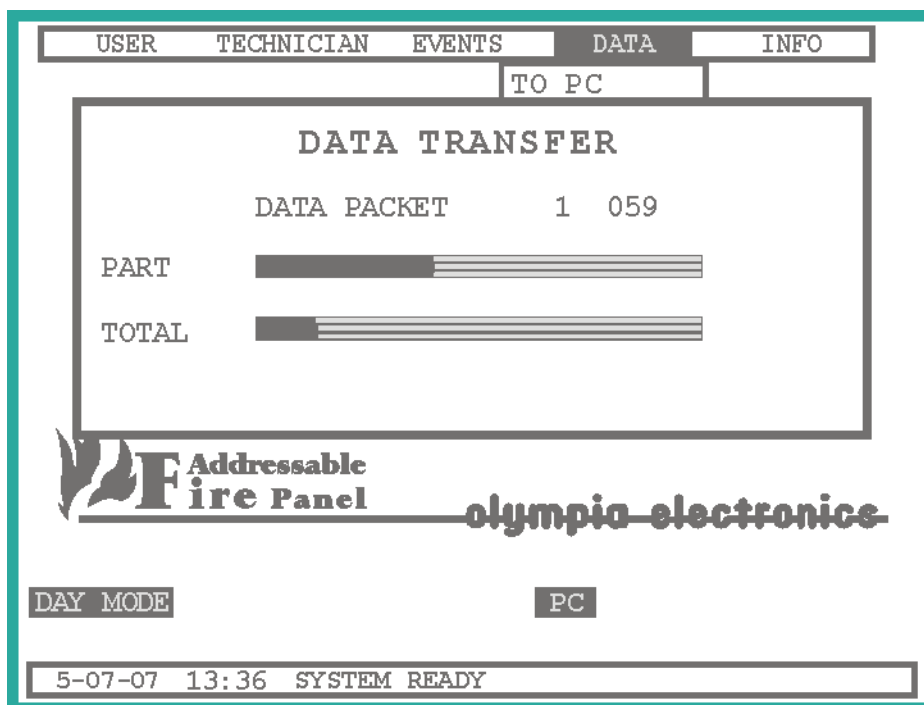 USER TECHNICIAN EVENTS DATA INFO
TO PC
DATA TRANSFER
DATA PACKET 1 059
PART
TOTAL
Addressable
Fire Panel
olympia electronics
DAY MODE PC
5-07-07 13:36 SYSTEM READY